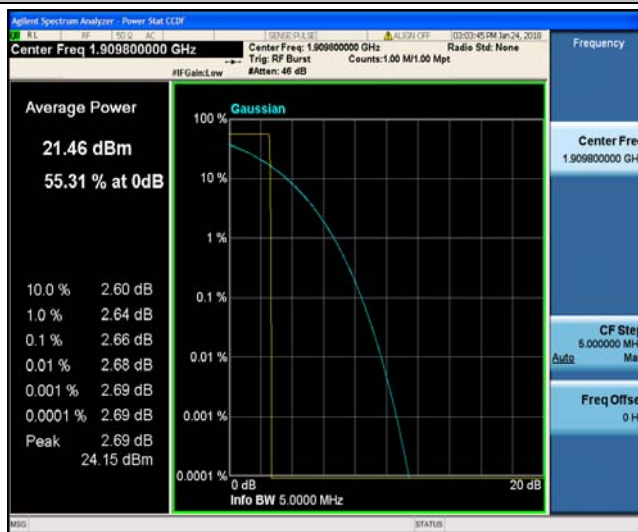 Agilent Spectrum Analyzer - Power Stat CCDF
RL RF 50 Ω AC SENSE:PULSE ALIGN OFF 03:03:45 PM Jan 24, 2018
Center Freq 1.909800000 GHz
Center Freq: 1.909800000 GHz Radio Std: None
Trig: RF Burst Counts:1.00 M/1.00 Mpt
#IFGain:Low #Atten: 46 dB
Frequency
Average Power
21.46 dBm
55.31 % at 0dB
10.0 % 2.60 dB
1.0 % 2.64 dB
0.1 % 2.66 dB
0.01 % 2.68 dB
0.001 % 2.69 dB
0.0001 % 2.69 dB
Peak 2.69 dB
24.15 dBm
Gaussian
100 %
10 %
1 %
0.1 %
0.01 %
0.001 %
0.0001 %
0 dB 20 dB
Info BW 5.0000 MHz
Center Fre
1.909800000 GH
CF Ste
5.000000 MH
Auto Ma
Freq Offse
0 H
MSG STATUS